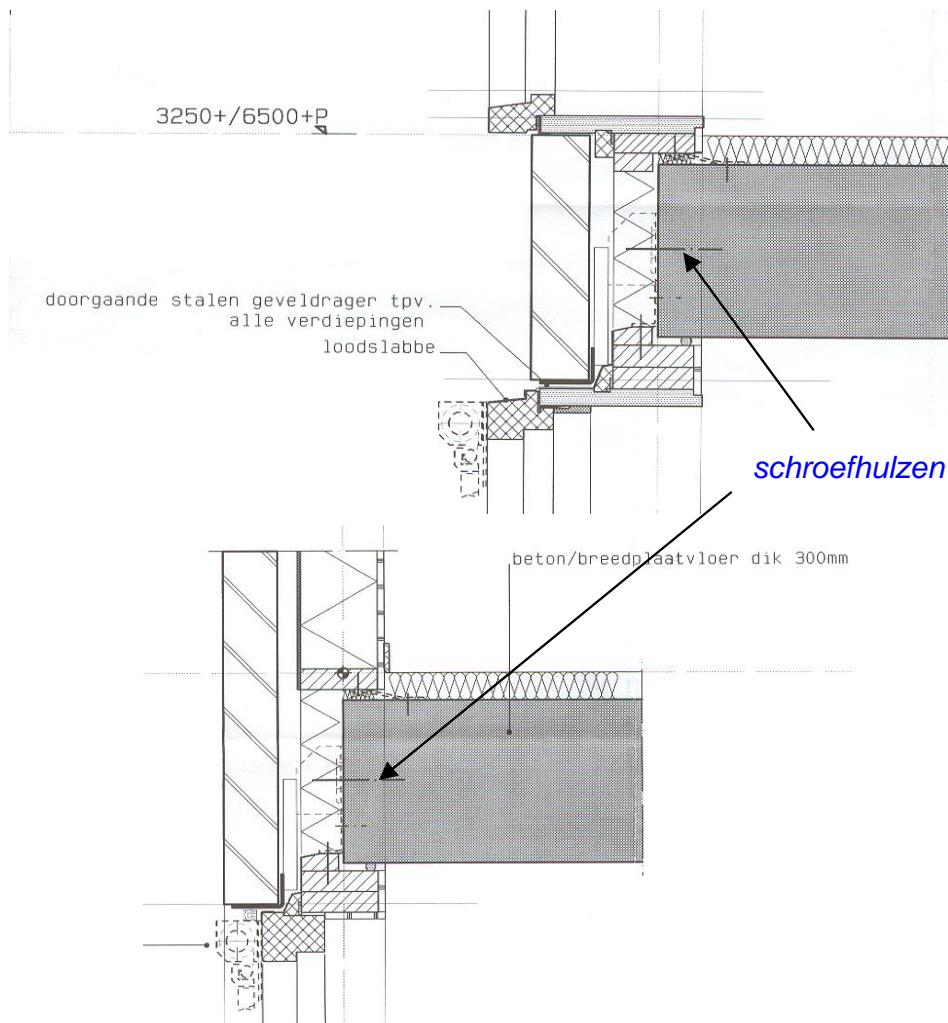 3250+/6500+P
doorgaande stalen geveldrager tpv.
alle verdiepingen
loodslabbe
schroefhulzen
beton/breedplaatvloer dik 300mm